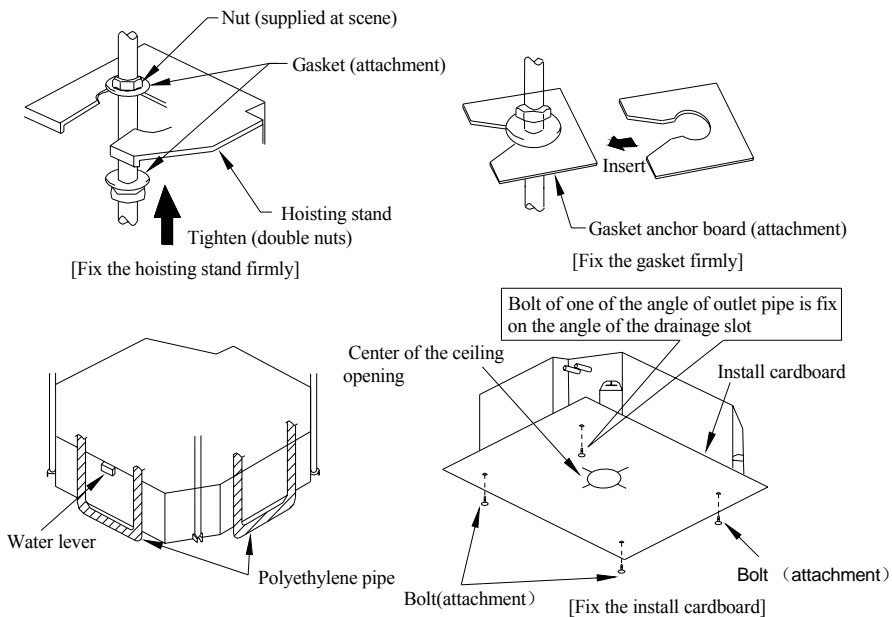 Nut (supplied at scene)
Gasket (attachment)
Hoisting stand
Tighten (double nuts)
[Fix the hoisting stand firmly]
Insert
Gasket anchor board (attachment)
[Fix the gasket firmly]
Water lever
Polyethylene pipe
Bolt of one of the angle of outlet pipe is fix
on the angle of the drainage slot
Center of the ceiling
opening
Install cardboard
Bolt(attachment)
Bolt (attachment)
[Fix the install cardboard]